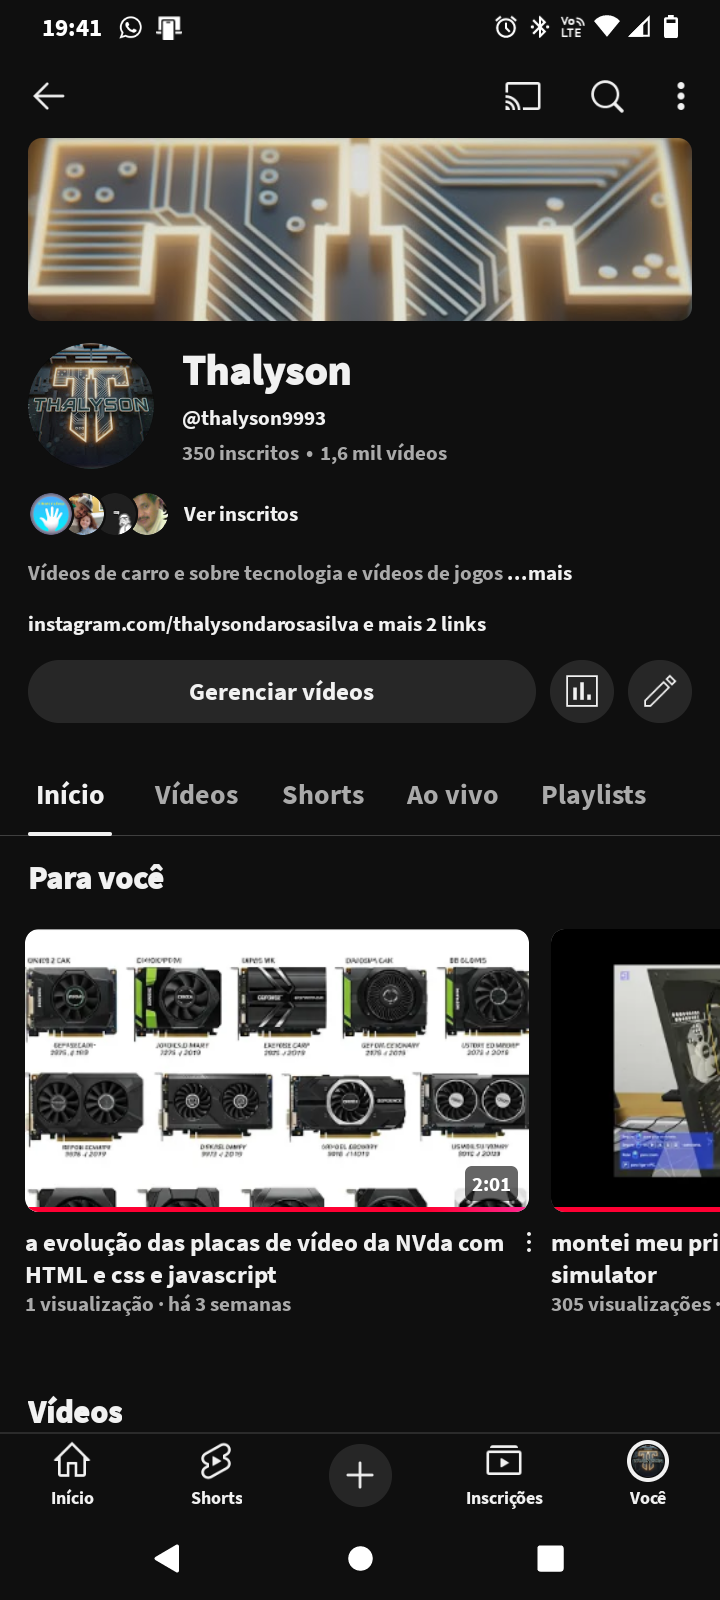 19:41
Vo LTE
THALYSON
Thalyson
@thalyson9993
350 inscritos • 1,6 mil vídeos
Ver inscritos
Vídeos de carro e sobre tecnologia e vídeos de jogos ...mais
instagram.com/thalysondarosasilva e mais 2 links
Gerenciar vídeos
Início Vídeos Shorts Ao vivo Playlists
Para você
2:01
a evolução das placas de vídeo da NVda com
HTML e css e javascript
1 visualização · há 3 semanas
montei meu pri
simulator
305 visualizações ·
Vídeos
Início Shorts Inscrições Você